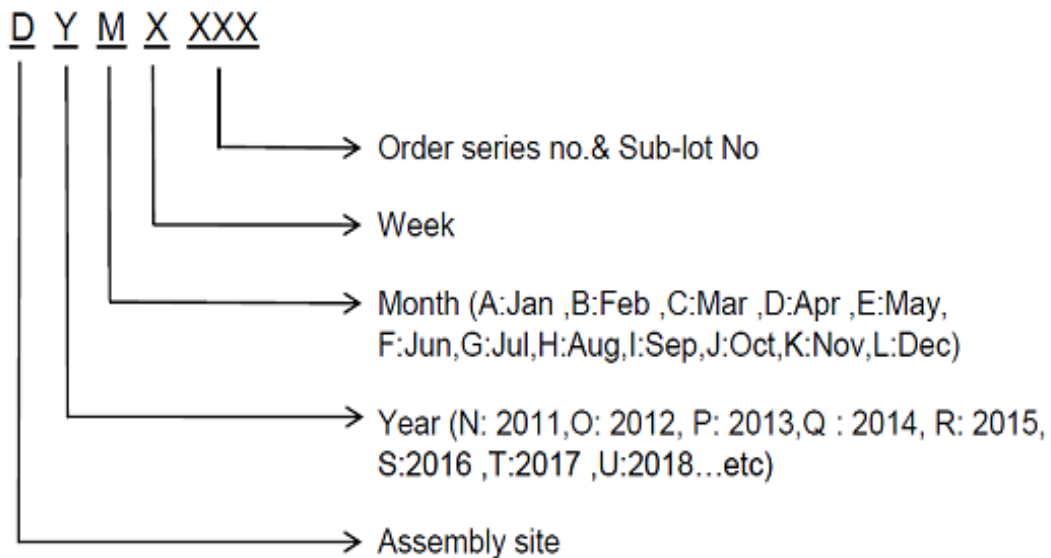 D Y M X XXX
Order series no.& Sub-lot No
Week
Month (A:Jan ,B:Feb ,C:Mar ,D:Apr ,E:May,
F:Jun,G:Jul,H:Aug,I:Sep,J:Oct,K:Nov,L:Dec)
Year (N: 2011,O: 2012, P: 2013,Q : 2014, R: 2015,
S:2016 ,T:2017 ,U:2018...etc)
Assembly site